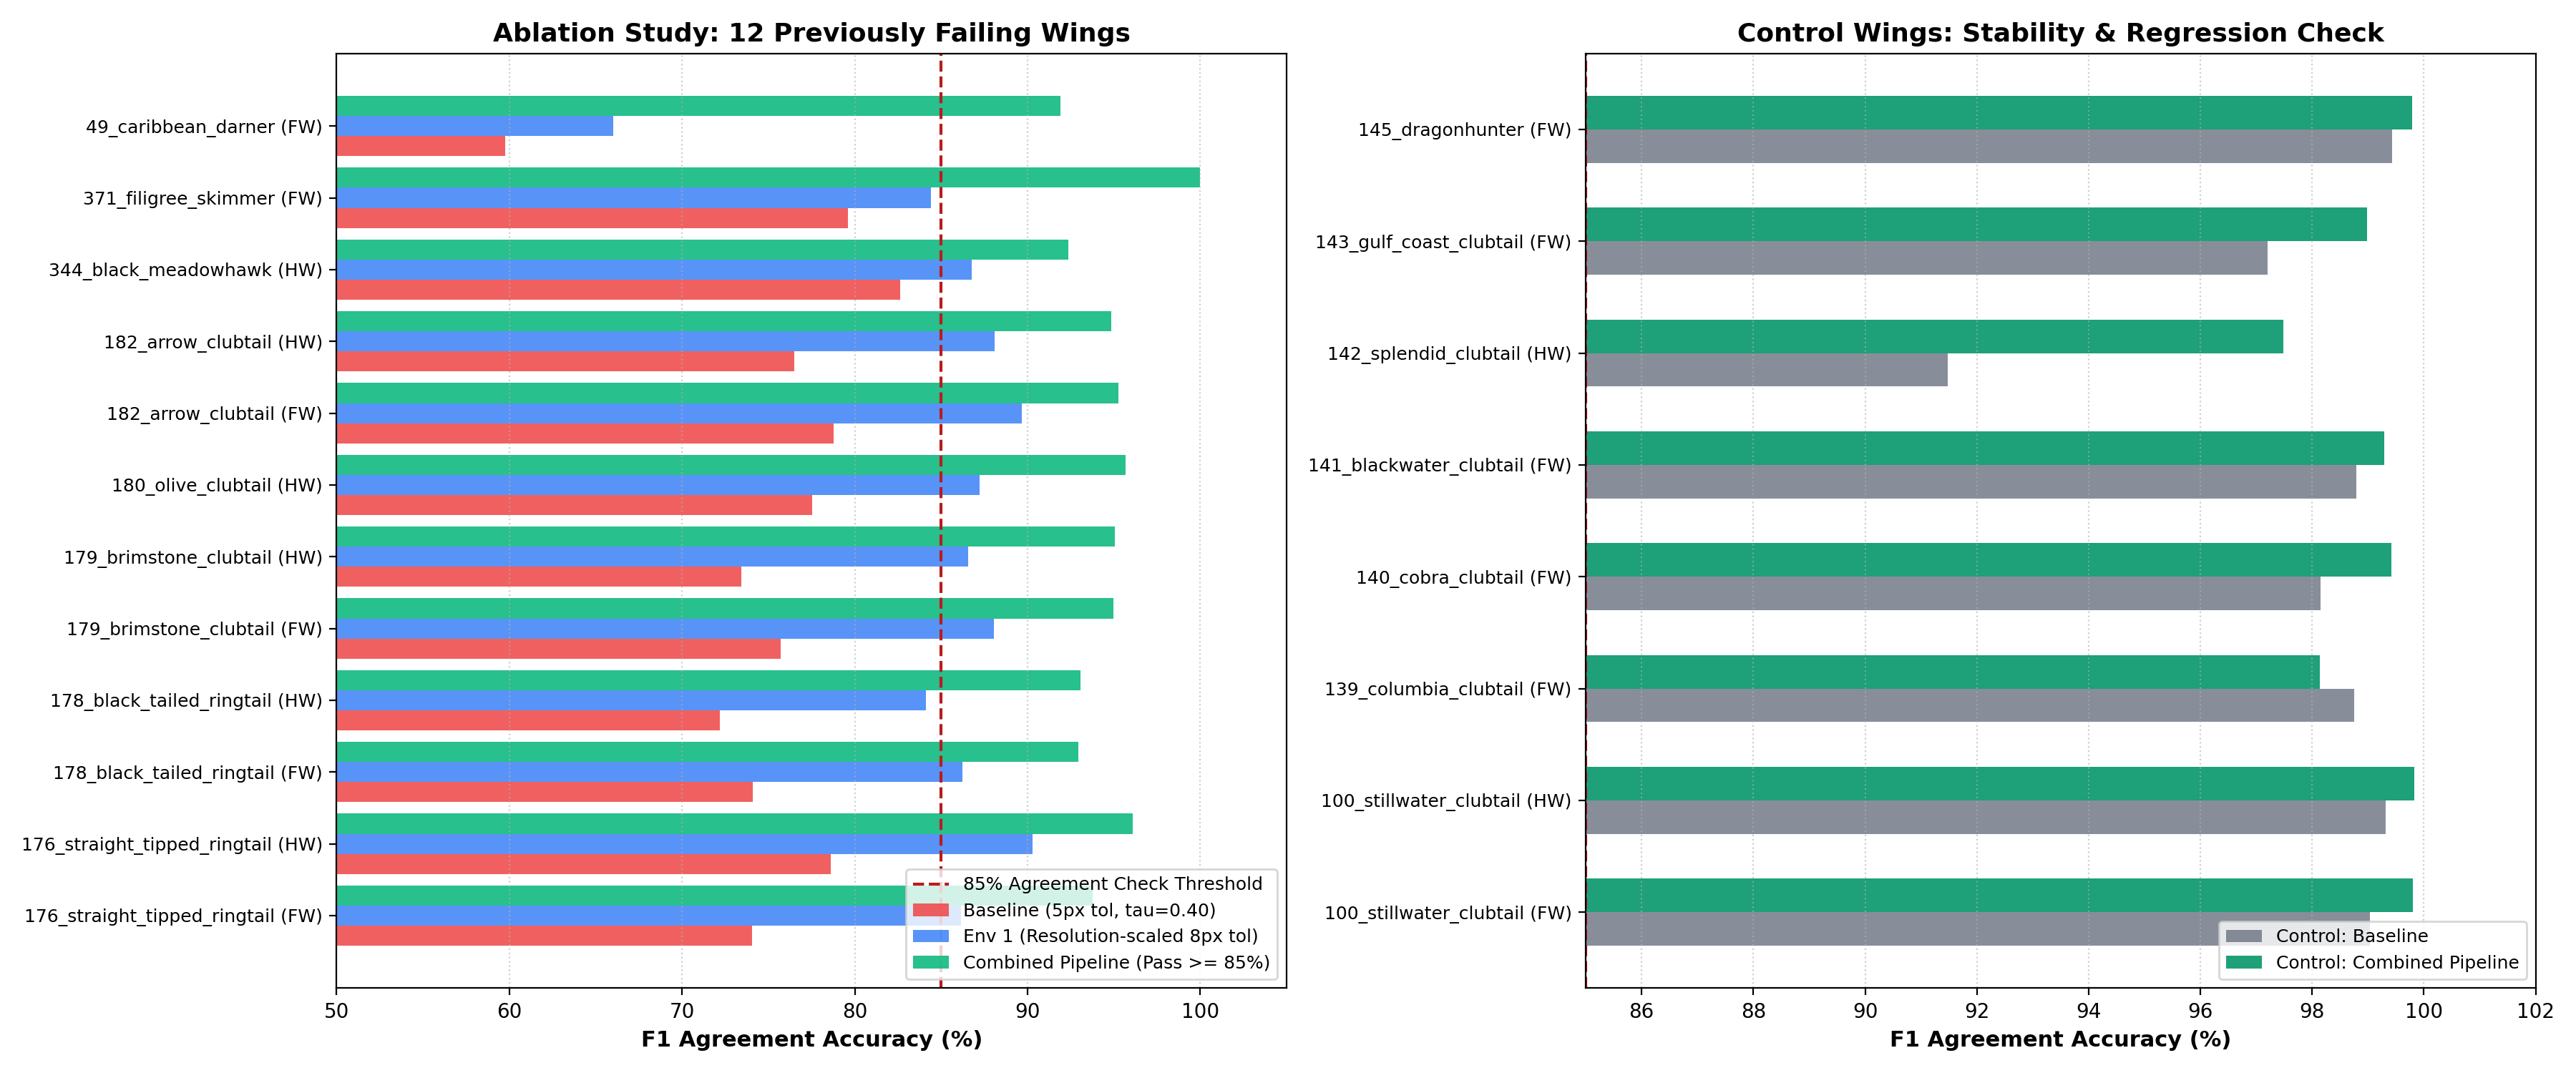 Ablation Study: 12 Previously Failing Wings
49_caribbean_darner (FW)
371_filigree_skimmer (FW)
344_black_meadowhawk (HW)
182_arrow_clubtail (HW)
182_arrow_clubtail (FW)
180_olive_clubtail (HW)
179_brimstone_clubtail (HW)
179_brimstone_clubtail (FW)
178_black_tailed_ringtail (HW)
178_black_tailed_ringtail (FW)
176_straight_tipped_ringtail (HW)
176_straight_tipped_ringtail (FW)
85% Agreement Check Threshold
Baseline (5px tol, tau=0.40)
Env 1 (Resolution-scaled 8px tol)
Combined Pipeline (Pass >= 85%)
50 60 70 80 90 100
F1 Agreement Accuracy (%)
Control Wings: Stability & Regression Check
145_dragonhunter (FW)
143_gulf_coast_clubtail (FW)
142_splendid_clubtail (HW)
141_blackwater_clubtail (FW)
140_cobra_clubtail (FW)
139_columbia_clubtail (FW)
100_stillwater_clubtail (HW)
100_stillwater_clubtail (FW)
Control: Baseline
Control: Combined Pipeline
86 88 90 92 94 96 98 100 102
F1 Agreement Accuracy (%)